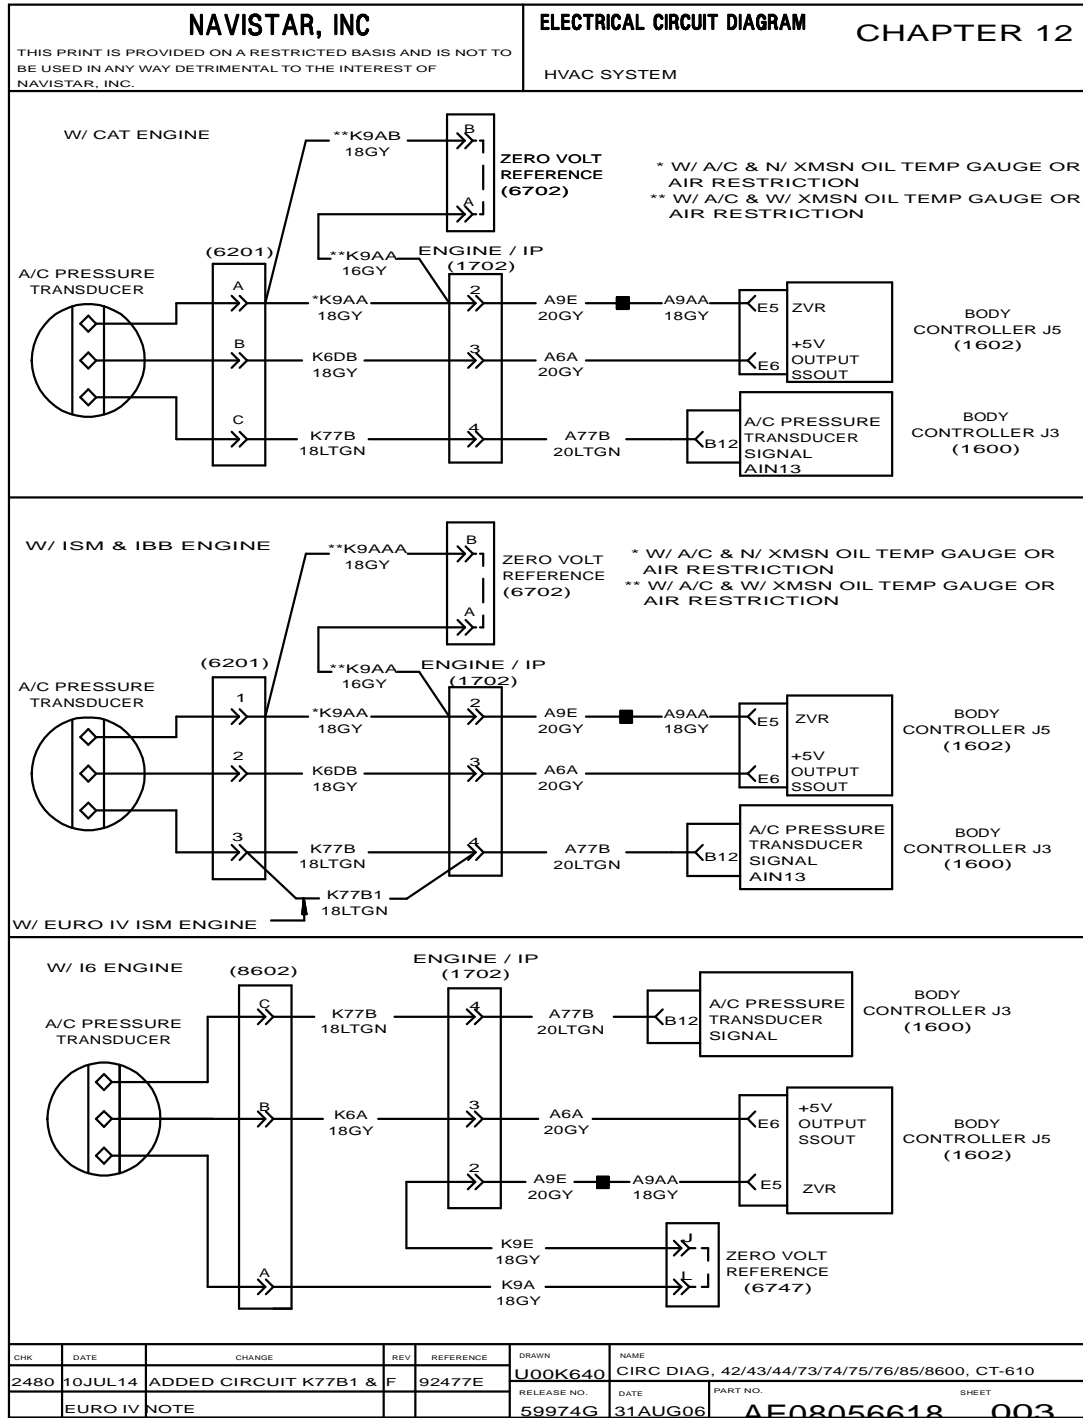 NAVISTAR, INC
THIS PRINT IS PROVIDED ON A RESTRICTED BASIS AND IS NOT TO
BE USED IN ANY WAY DETRIMENTAL TO THE INTEREST OF
NAVISTAR, INC.
ELECTRICAL CIRCUIT DIAGRAM
CHAPTER 12
HVAC SYSTEM
W/ CAT ENGINE
**K9AB
18GY
B
A
ZERO VOLT
REFERENCE
(6702)
* W/ A/C & N/ XMSN OIL TEMP GAUGE OR
AIR RESTRICTION
** W/ A/C & W/ XMSN OIL TEMP GAUGE OR
AIR RESTRICTION
(6201)
**K9AA
16GY
ENGINE / IP
(1702)
A/C PRESSURE
TRANSDUCER
A
*K9AA
18GY
2
A9E
20GY
A9AA
18GY
E5
ZVR
BODY
CONTROLLER J5
(1602)
B
K6DB
18GY
3
A6A
20GY
E6
+5V
OUTPUT
SSOUT
C
K77B
18LTGN
4
A77B
20LTGN
B12
A/C PRESSURE
TRANSDUCER
SIGNAL
AIN13
BODY
CONTROLLER J3
(1600)
W/ ISM & IBB ENGINE
**K9AAA
18GY
B
A
ZERO VOLT
REFERENCE
(6702)
* W/ A/C & N/ XMSN OIL TEMP GAUGE OR
AIR RESTRICTION
** W/ A/C & W/ XMSN OIL TEMP GAUGE OR
AIR RESTRICTION
(6201)
**K9AA
16GY
ENGINE / IP
(1702)
A/C PRESSURE
TRANSDUCER
1
*K9AA
18GY
2
A9E
20GY
A9AA
18GY
E5
ZVR
BODY
CONTROLLER J5
(1602)
2
K6DB
18GY
3
A6A
20GY
E6
+5V
OUTPUT
SSOUT
3
K77B
18LTGN
4
A77B
20LTGN
B12
A/C PRESSURE
TRANSDUCER
SIGNAL
AIN13
BODY
CONTROLLER J3
(1600)
K77B1
18LTGN
W/ EURO IV ISM ENGINE
W/ I6 ENGINE
(8602)
ENGINE / IP
(1702)
A/C PRESSURE
TRANSDUCER
C
K77B
18LTGN
4
A77B
20LTGN
B12
A/C PRESSURE
TRANSDUCER
SIGNAL
BODY
CONTROLLER J3
(1600)
B
K6A
18GY
3
A6A
20GY
E6
+5V
OUTPUT
SSOUT
BODY
CONTROLLER J5
(1602)
2
A9E
20GY
A9AA
18GY
E5
ZVR
K9E
18GY
J
A
K9A
18GY
L
ZERO VOLT
REFERENCE
(6747)
CHK
DATE
CHANGE
REV
REFERENCE
DRAWN
NAME
2480 10JUL14 ADDED CIRCUIT K77B1 & F 92477E
U00K640
CIRC DIAG, 42/43/44/73/74/75/76/85/8600, CT-610
EURO IV NOTE
RELEASE NO.
DATE
PART NO.
SHEET
59974G 31AUG06 AE08056618 003